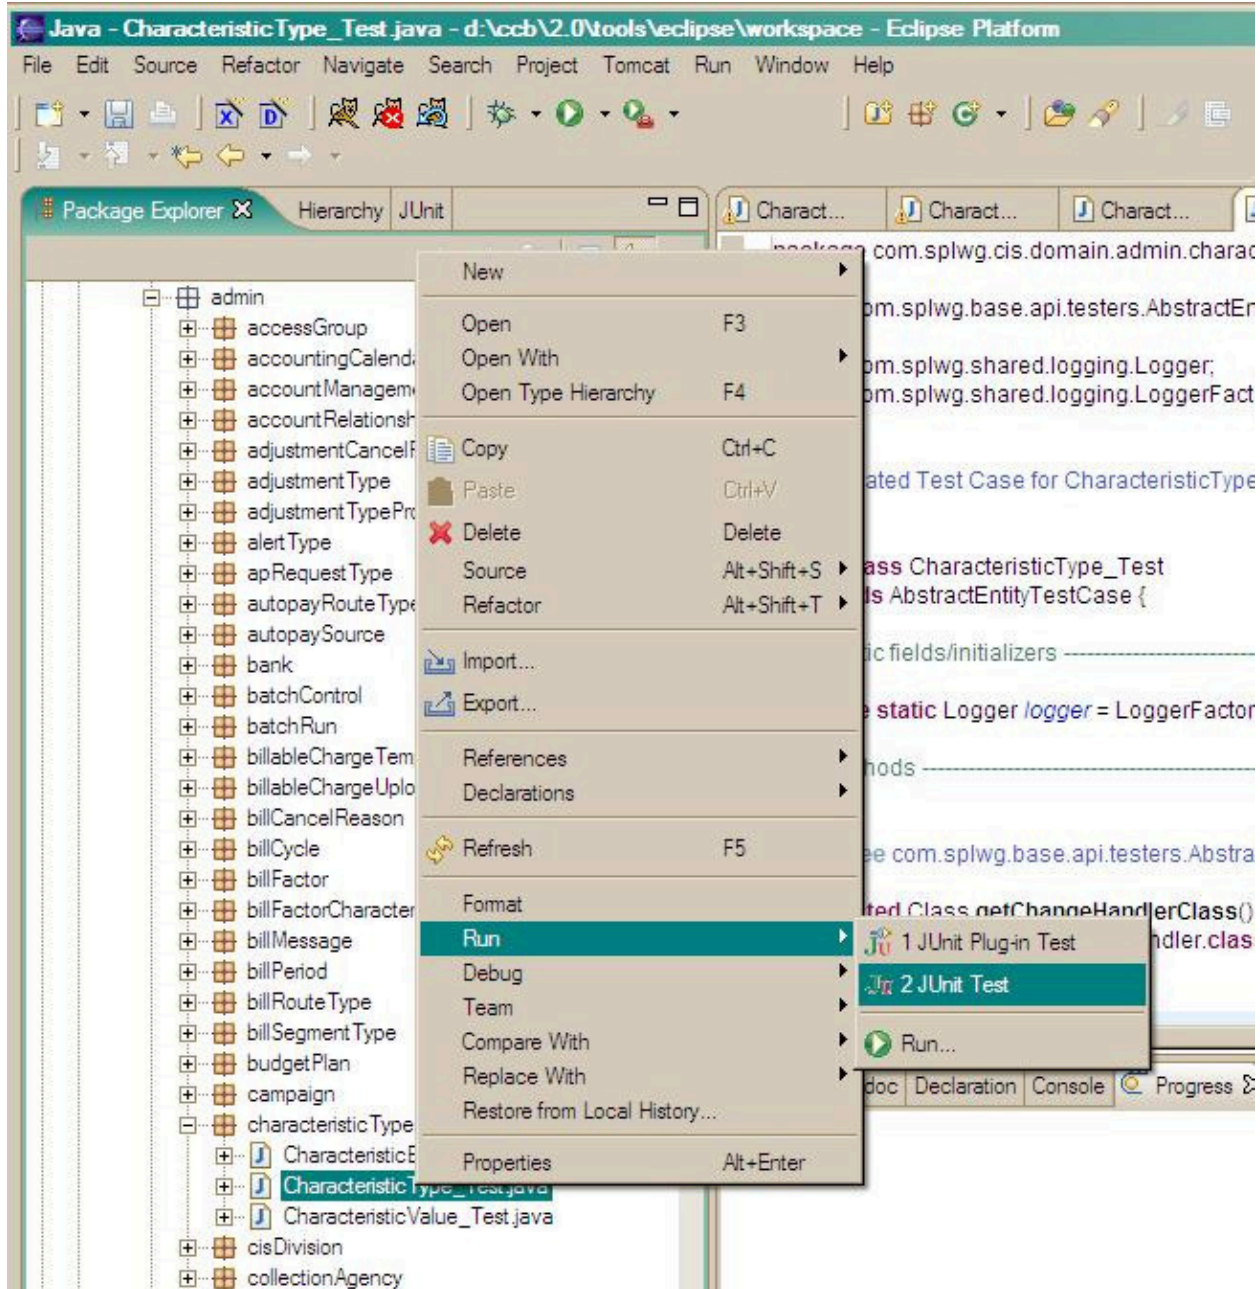 Java - CharacteristicType_Test.java - d:\ccb\2.0\tools\eclipse\workspace - Eclipse Platform
File Edit Source Refactor Navigate Search Project Tomcat Run Window Help
Package Explorer Hierarchy JUnit
Charact... Charact... Charact...
admin
accessGroup
accountingCalend
accountManagem
accountRelationsh
adjustmentCancel
adjustmentType
adjustmentTypePr
alertType
apRequestType
autopayRouteType
autopaySource
bank
batchControl
batchRun
billableChargeTem
billableChargeUplo
billCancelReason
billCycle
billFactor
billFactorCharacter
billMessage
billPeriod
billRouteType
billSegmentType
budgetPlan
campaign
characteristicType
Characteristic
CharacteristicType_Test.java
CharacteristicValue_Test.java
cisDivision
collectionAgency
New
Open F3
Open With
Open Type Hierarchy F4
Copy Ctrl+C
Paste Ctrl+V
Delete Delete
Source Alt+Shift+S
Refactor Alt+Shift+T
Import...
Export...
References
Declarations
Refresh F5
Format
Run
Debug
Team
Compare With
Replace With
Restore from Local History...
Properties Alt+Enter
1 JUnit Plug-in Test
2 JUnit Test
Run...
package com.splwg.cis.domain.admin.charac
om.splwg.base.api.testers.AbstractEn
om.splwg.shared.logging.Logger;
om.splwg.shared.logging.LoggerFact
ated Test Case for CharacteristicType
ass CharacteristicType_Test
ds AbstractEntityTestCase {
ic fields/initializers ----------------------------
e static Logger logger = LoggerFactor
hods ----------------------------
ee com.splwg.base.api.testers.Abstra
ted Class getChangeHandlerClass()
ndler.clas
doc Declaration Console Progress